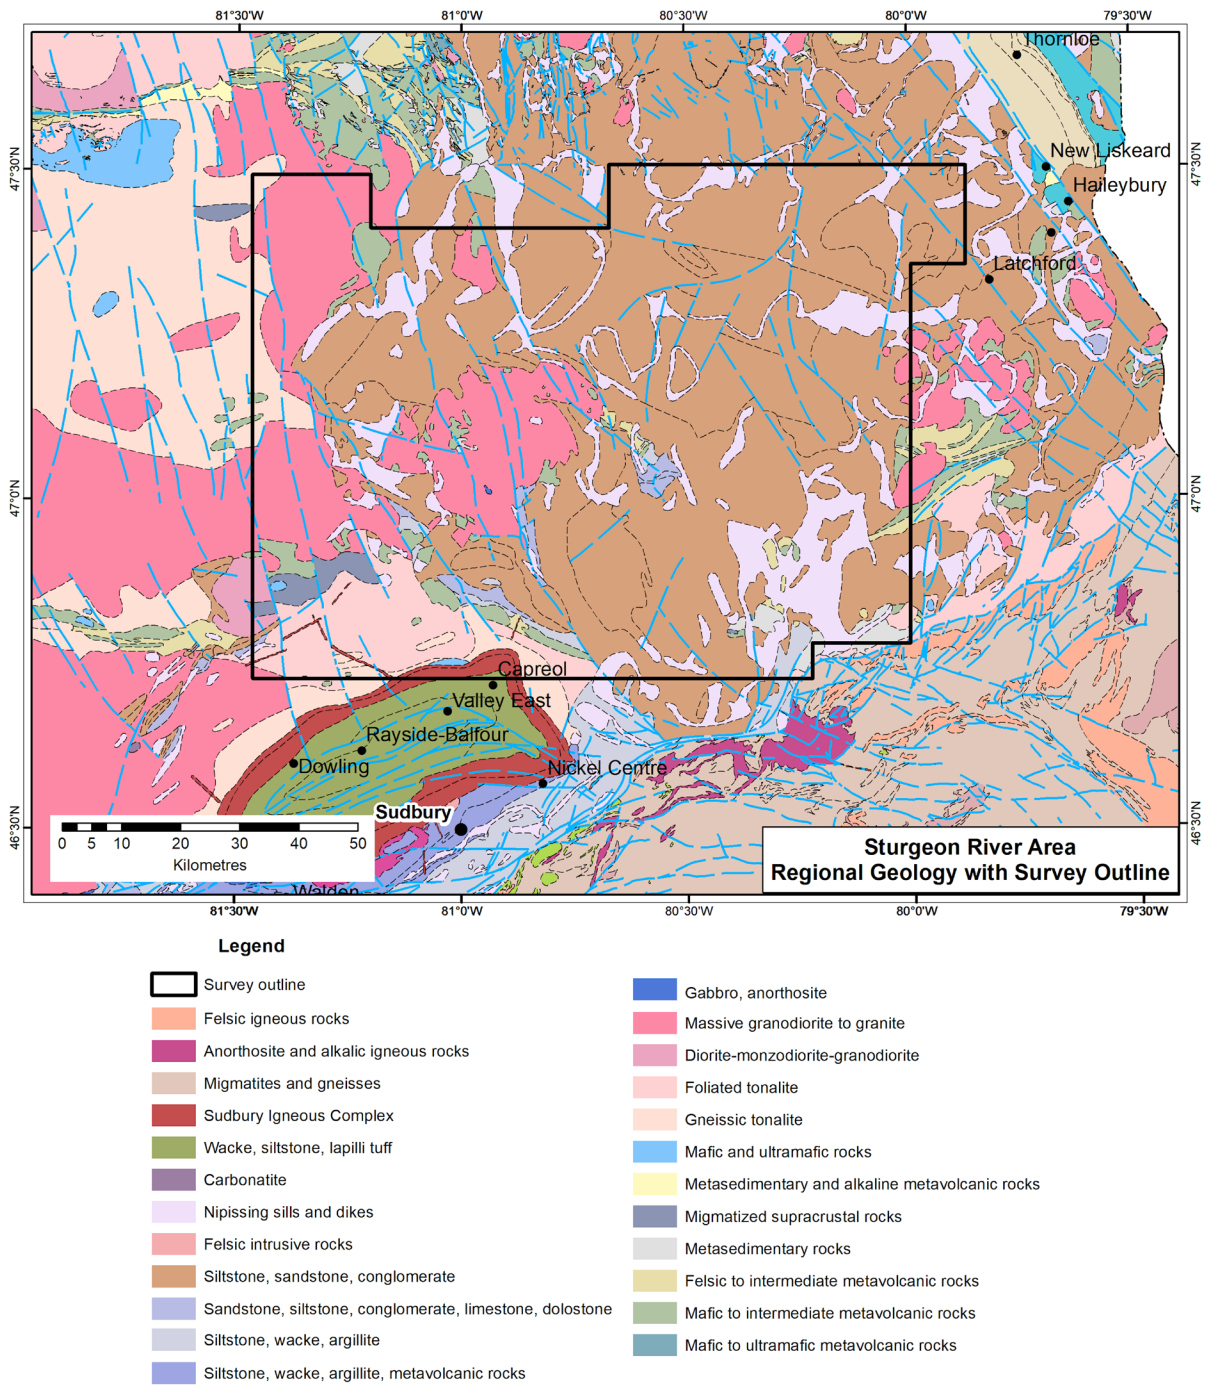 81°30'W 81°0'W 80°30'W 80°0'W 79°30'W
Thornloe
47°30'N
New Liskeard
47°30'N
Haileybury
Latchford
47°0'N
47°0'N
Capreol
Valley East
Rayside-Balfour
Dowling
Nickel Centre
Sudbury
46°30'N
46°30'N
0 5 10 20 30 40 50
Kilometres
Walden
Sturgeon River Area
Regional Geology with Survey Outline
81°30'W 81°0'W 80°30'W 80°0'W 79°30'W
Legend
Survey outline
Felsic igneous rocks
Anorthosite and alkalic igneous rocks
Migmatites and gneisses
Sudbury Igneous Complex
Wacke, siltstone, lapilli tuff
Carbonatite
Nipissing sills and dikes
Felsic intrusive rocks
Siltstone, sandstone, conglomerate
Sandstone, siltstone, conglomerate, limestone, dolostone
Siltstone, wacke, argillite
Siltstone, wacke, argillite, metavolcanic rocks
Gabbro, anorthosite
Massive granodiorite to granite
Diorite-monzodiorite-granodiorite
Foliated tonalite
Gneissic tonalite
Mafic and ultramafic rocks
Metasedimentary and alkaline metavolcanic rocks
Migmatized supracrustal rocks
Metasedimentary rocks
Felsic to intermediate metavolcanic rocks
Mafic to intermediate metavolcanic rocks
Mafic to ultramafic metavolcanic rocks